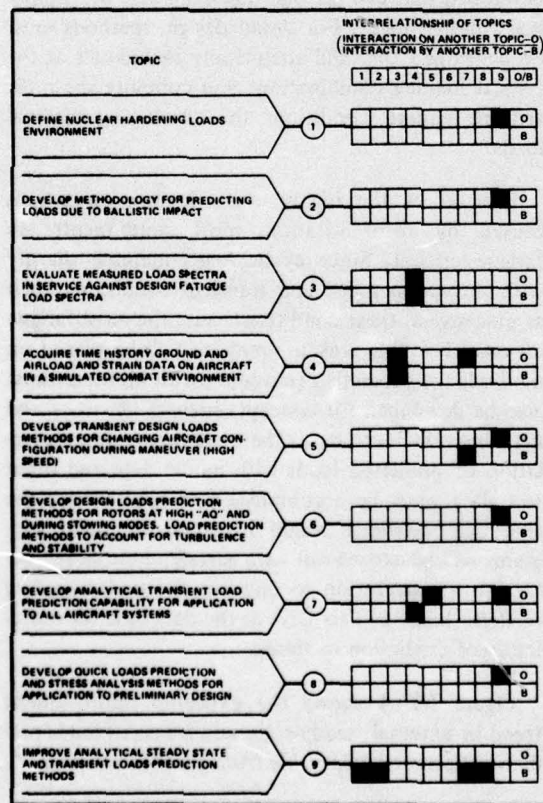 INTERRELATIONSHIP OF TOPICS
(INTERACTION ON ANOTHER TOPIC-O)
(INTERACTION BY ANOTHER TOPIC-B)
TOPIC
1 2 3 4 5 6 7 8 9 O/B
DEFINE NUCLEAR HARDENING LOADS
ENVIRONMENT
1
O
B
DEVELOP METHODOLOGY FOR PREDICTING
LOADS DUE TO BALLISTIC IMPACT
2
O
B
EVALUATE MEASURED LOAD SPECTRA
IN SERVICE AGAINST DESIGN FATIGUE
LOAD SPECTRA
3
O
B
ACQUIRE TIME HISTORY GROUND AND
AIRLOAD AND STRAIN DATA ON AIRCRAFT
IN A SIMULATED COMBAT ENVIRONMENT
4
O
B
DEVELOP TRANSIENT DESIGN LOADS
METHODS FOR CHANGING AIRCRAFT CON-
FIGURATION DURING MANEUVER (HIGH
SPEED)
5
O
B
DEVELOP DESIGN LOADS PREDICTION
METHODS FOR ROTORS AT HIGH "AQ" AND
DURING STOWING MODES. LOAD PREDICTION
METHODS TO ACCOUNT FOR TURBULENCE
AND STABILITY
6
O
B
DEVELOP ANALYTICAL TRANSIENT LOAD
PREDICTION CAPABILITY FOR APPLICATION
TO ALL AIRCRAFT SYSTEMS
7
O
B
DEVELOP QUICK LOADS PREDICTION
AND STRESS ANALYSIS METHODS FOR
APPLICATION TO PRELIMINARY DESIGN
8
O
B
IMPROVE ANALYTICAL STEADY STATE
AND TRANSIENT LOADS PREDICTION
METHODS
9
O
B